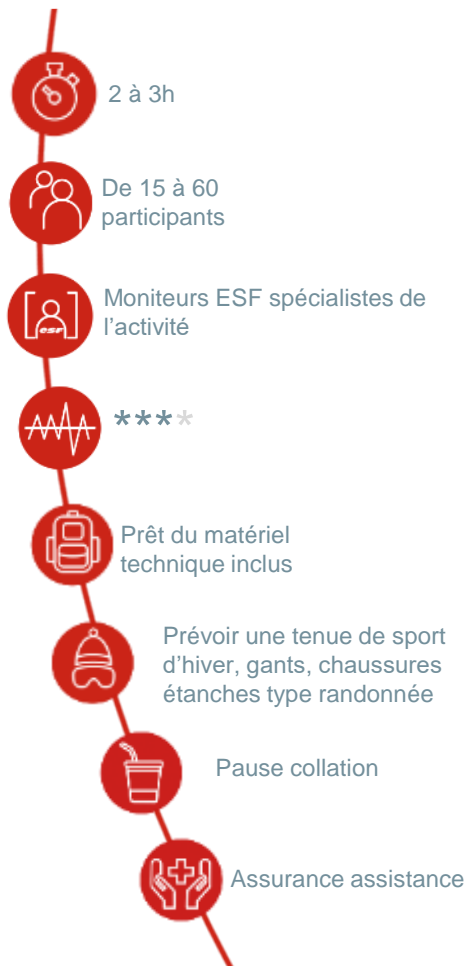 2 à 3h
De 15 à 60
participants
Moniteurs ESF spécialistes de
l’activité
esf
****
Prêt du matériel
technique inclus
Prévoir une tenue de sport
d’hiver, gants, chaussures
étanches type randonnée
Pause collation
Assurance assistance